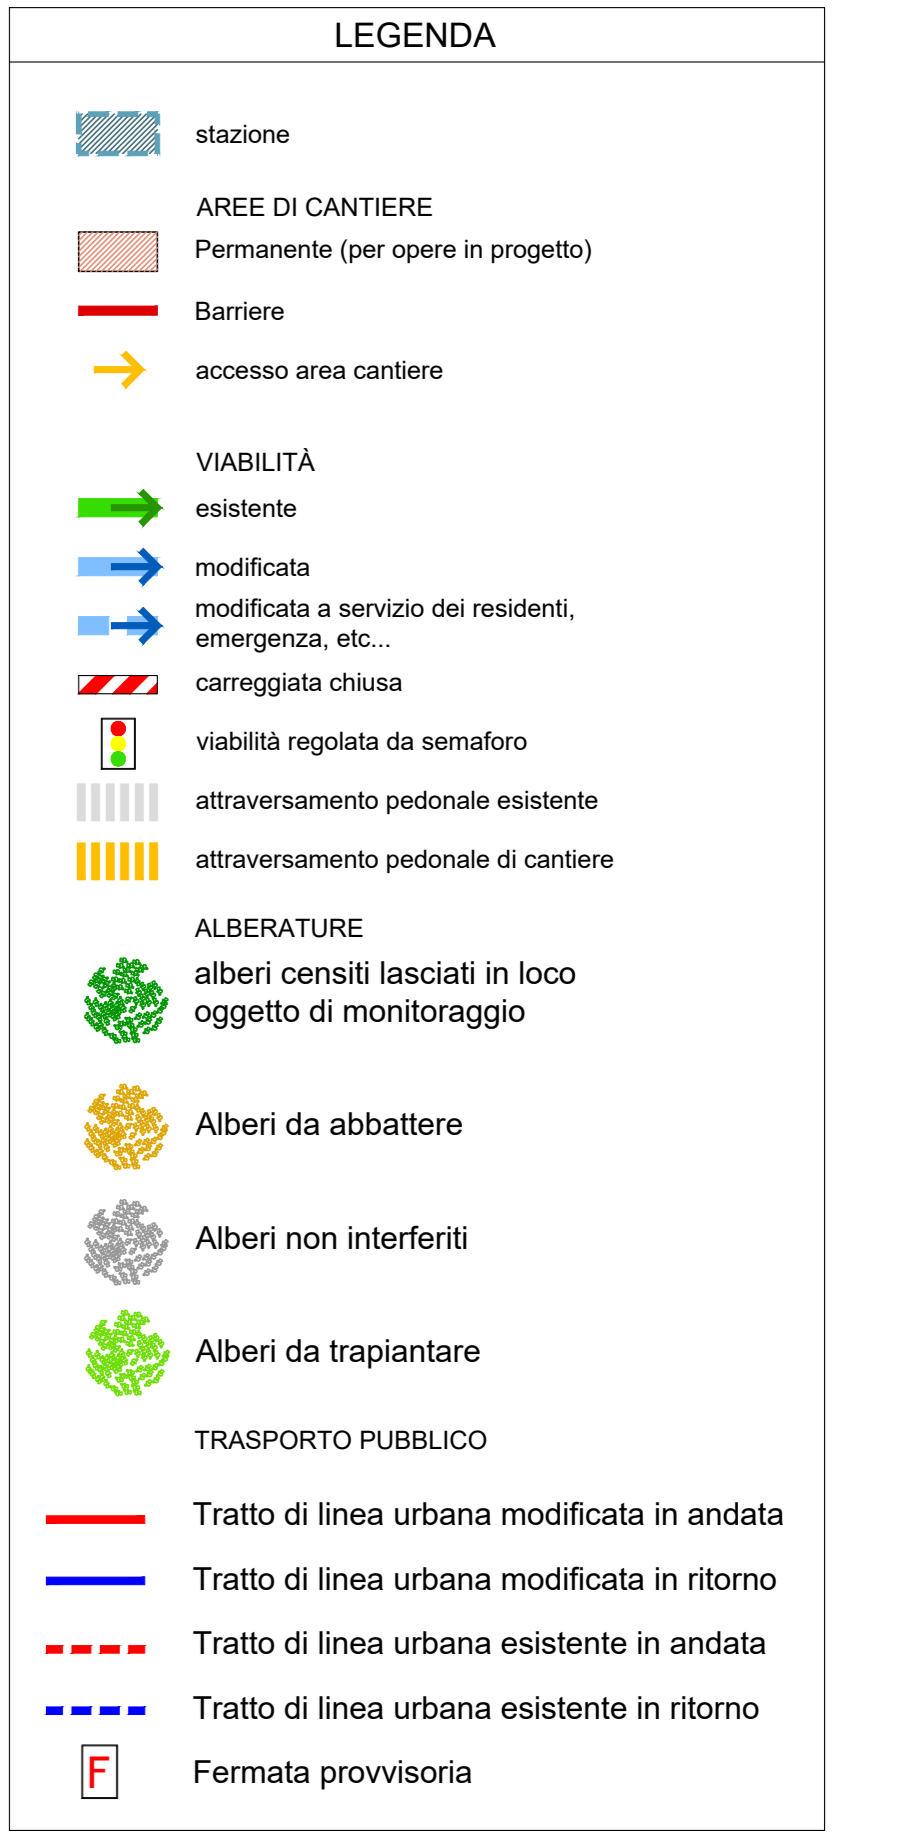 LEGENDA
stazione
AREE DI CANTIERE
Permanente (per opere in progetto)
Barriere
accesso area cantiere
VIABILITÀ
esistente
modificata
modificata a servizio dei residenti,
emergenza, etc...
carreggiata chiusa
viabilità regolata da semaforo
attraversamento pedonale esistente
attraversamento pedonale di cantiere
ALBERATURE
alberi censiti lasciati in loco
oggetto di monitoraggio
Alberi da abbattere
Alberi non interferiti
Alberi da trapiantare
TRASPORTO PUBBLICO
Tratto di linea urbana modificata in andata
Tratto di linea urbana modificata in ritorno
Tratto di linea urbana esistente in andata
Tratto di linea urbana esistente in ritorno
F Fermata provvisoria